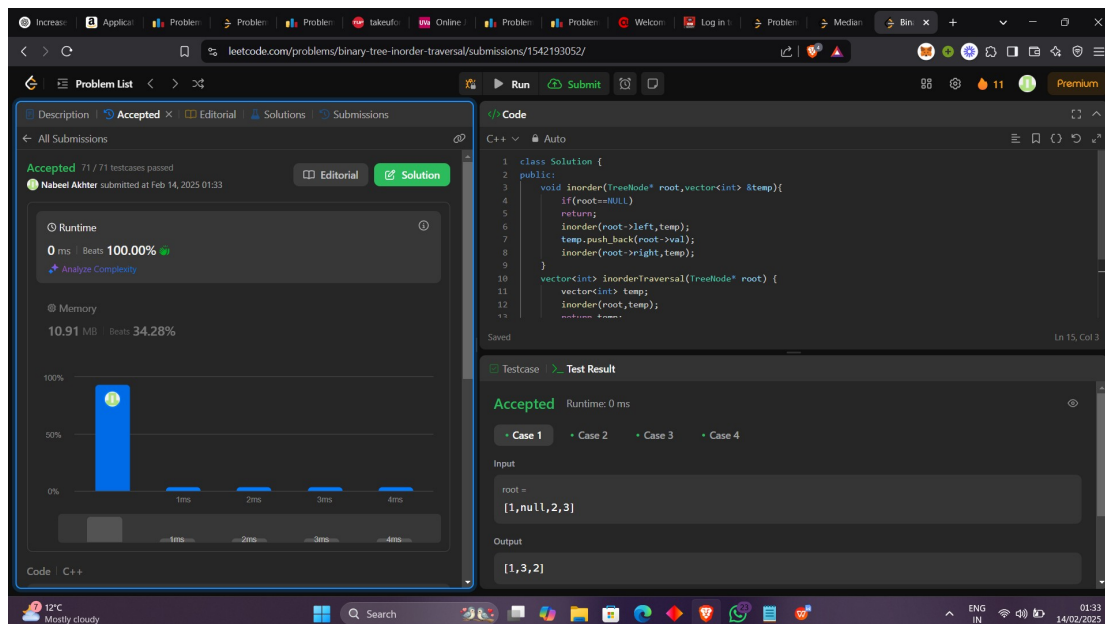 Increase
Applicat
Problem
Problem
Problem
takeufor
Online J
Problem
Problem
Welcom
Log in t
Problem
Median
Bina
leetcode.com/problems/binary-tree-inorder-traversal/submissions/1542193052/
Problem List
Run
Submit
11
Premium
Description
Accepted
Editorial
Solutions
Submissions
All Submissions
Accepted 71 / 71 testcases passed
Nabeel Akhter submitted at Feb 14, 2025 01:33
Editorial
Solution
Runtime
0 ms Beats 100.00%
Analyze Complexity
Memory
10.91 MB Beats 34.28%
100%
50%
0%
1ms 2ms 3ms 4ms
1ms 2ms 3ms 4ms
Code C++
</> Code
C++ Auto
1 class Solution {
2 public:
3 void inorder(TreeNode* root,vector<int> &temp){
4 if(root==NULL)
5 return;
6 inorder(root->left,temp);
7 temp.push_back(root->val);
8 inorder(root->right,temp);
9 }
10 vector<int> inorderTraversal(TreeNode* root) {
11 vector<int> temp;
12 inorder(root,temp);
13 return temp;
Saved
Ln 15, Col 3
Testcase
Test Result
Accepted Runtime: 0 ms
Case 1 Case 2 Case 3 Case 4
Input
root =
[1,null,2,3]
Output
[1,3,2]
12°C
Mostly cloudy
Search
ENG
IN
01:33
14/02/2025